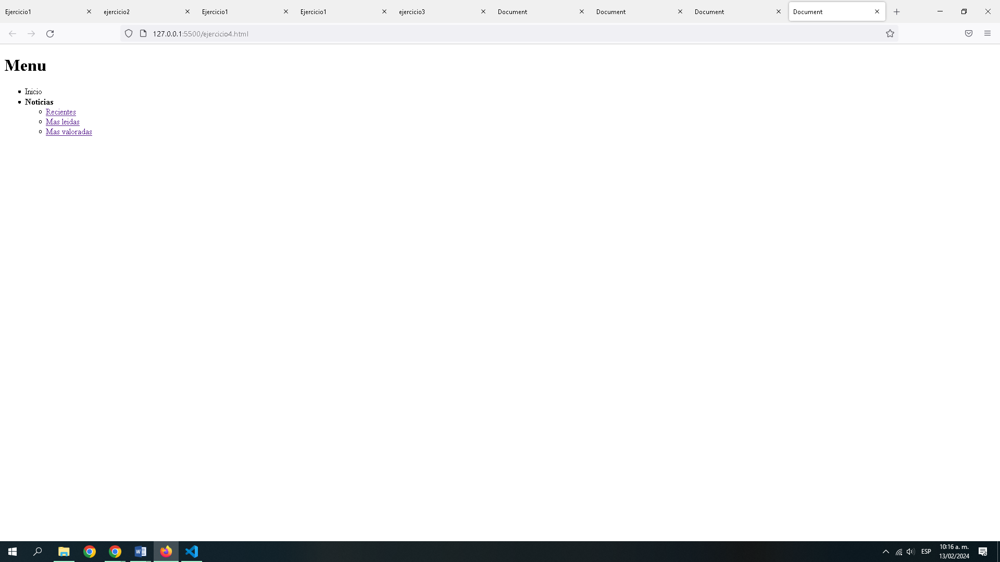 Ejercicio1
ejercicio2
Ejercicio1
Ejercicio1
ejercicio3
Document
Document
Document
Document
127.0.0.1:5500/ejercicio4.html
Menu
Inicio
Noticias
Recientes
Mas leidas
Mas valoradas
ESP
10:16 a. m.
13/02/2024